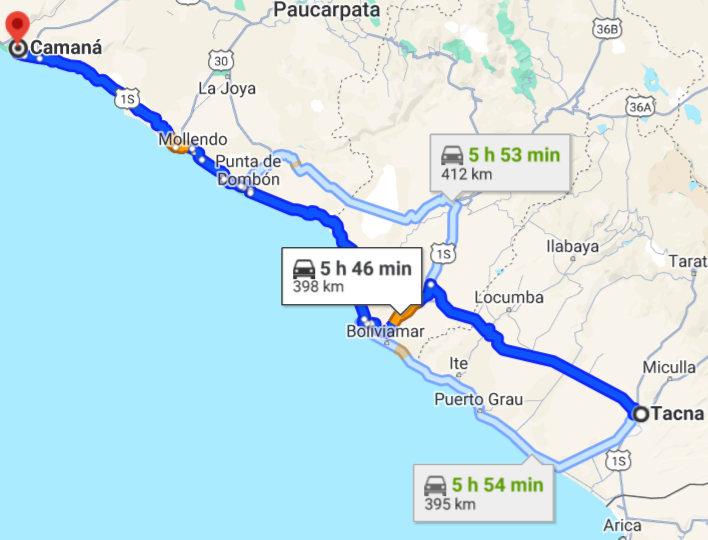 Paucarpata
36B
Camaná
30
La Joya
1S
36A
Mollendo
Punta de
Bombón
5 h 53 min
412 km
1S
Ilabaya
Tarat
5 h 46 min
398 km
Locumba
Boliviamar
Ite
Miculla
Puerto Grau
Tacna
1S
5 h 54 min
395 km
Arica